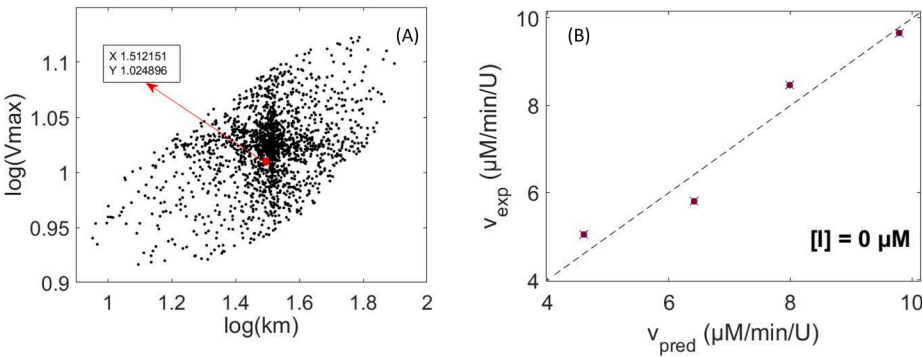 (A)
X 1.512151
Y 1.024896
1.1
1.05
1
0.95
0.9
log(Vmax)
1
1.2
1.4
1.6
1.8
2
log(km)
(B)
10
8
6
4
v_exp (µM/min/U)
[I] = 0 µM
4
6
8
10
v_pred (µM/min/U)